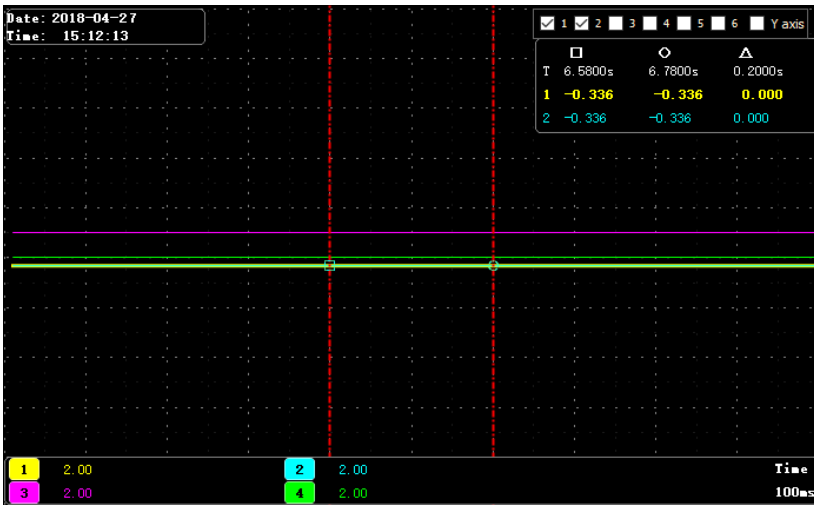 Date: 2018-04-27
Time: 15:12:13
1 2 3 4 5 6 Y axis
T 6.5800s 6.7800s 0.2000s
1 -0.336 -0.336 0.000
2 -0.336 -0.336 0.000
1 2.00 2 2.00 Time
3 2.00 4 2.00 100ms